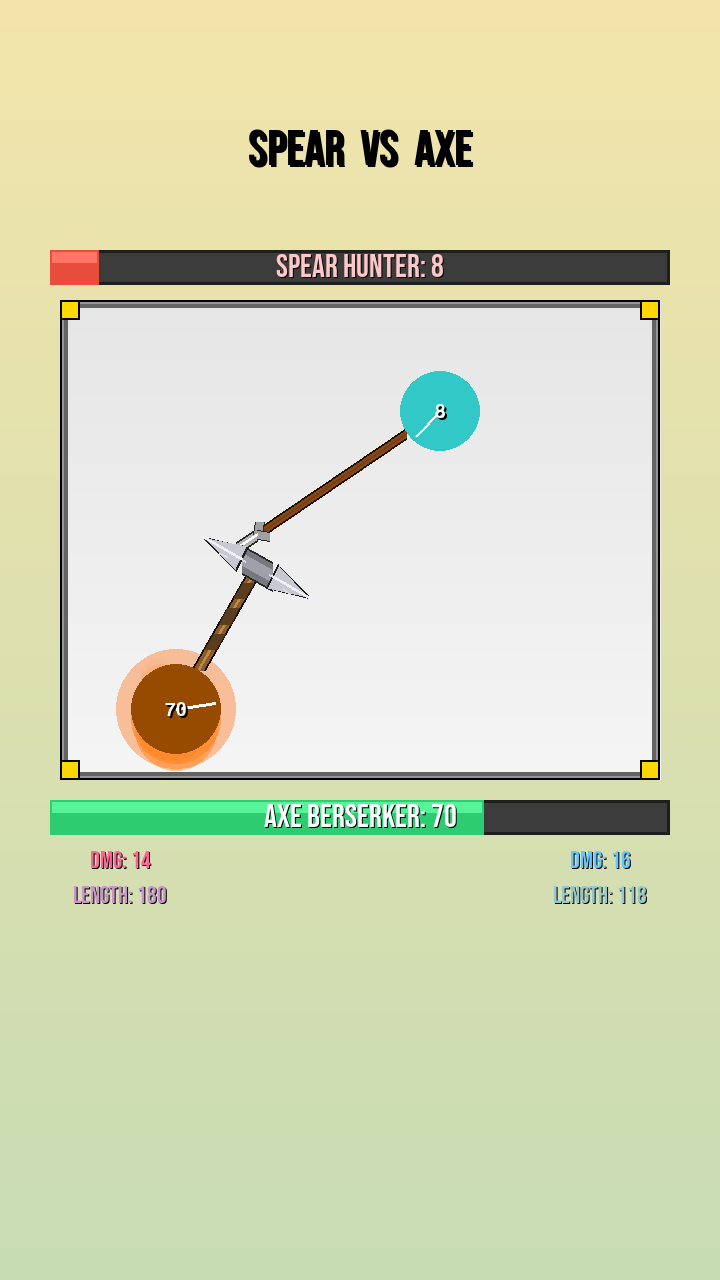 SPEAR VS AXE
SPEAR HUNTER: 8
8
70
AXE BERSERKER: 70
DMG: 14
DMG: 16
LENGTH: 180
LENGTH: 118